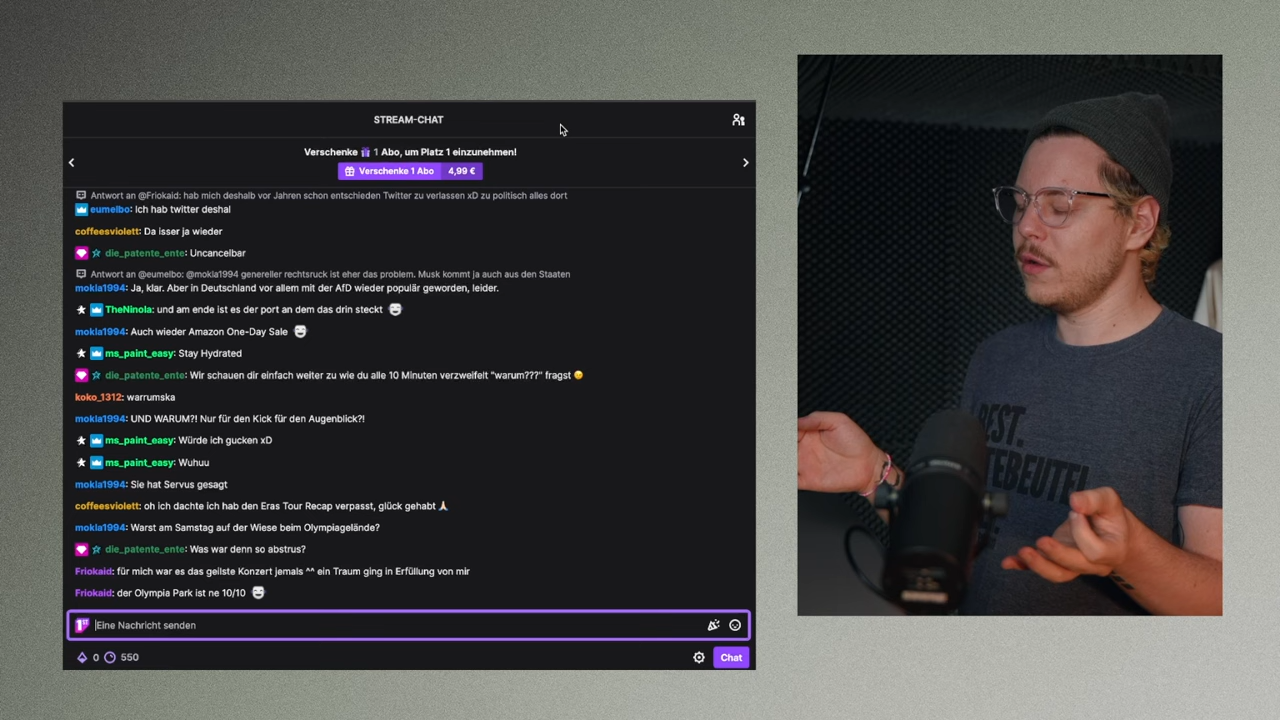 STREAM-CHAT
Verschenke 1 Abo, um Platz 1 einzunehmen!
Verschenke 1 Abo 4,99 €
Antwort an @Friokaid: hab mich deshalb vor Jahren schon entschieden Twitter zu verlassen xD zu politisch alles dort
eumelbo: Ich hab twitter deshal
coffeesviolett: Da isser ja wieder
die_patente_ente: Uncancelbar
Antwort an @eumelbo: @mokla1994 genereller rechtsruck ist eher das problem. Musk kommt ja auch aus den Staaten
mokla1994: Ja, klar. Aber in Deutschland vor allem mit der AfD wieder populär geworden, leider.
TheNinola: und am ende ist es der port an dem das drin steckt
mokla1994: Auch wieder Amazon One-Day Sale
ms_paint_easy: Stay Hydrated
die_patente_ente: Wir schauen dir einfach weiter zu wie du alle 10 Minuten verzweifelt "warum???" fragst 😔
koko_1312: warrumska
mokla1994: UND WARUM?! Nur für den Kick für den Augenblick?!
ms_paint_easy: Würde ich gucken xD
ms_paint_easy: Wuhuu
mokla1994: Sie hat Servus gesagt
coffeesviolett: oh ich dachte ich hab den Eras Tour Recap verpasst, glück gehabt 🙏🏻
mokla1994: Warst am Samstag auf der Wiese beim Olympiagelände?
die_patente_ente: Was war denn so abstrus?
Friokaid: für mich war es das geilste Konzert jemals ^^ ein Traum ging in Erfüllung von mir
Friokaid: der Olympia Park ist ne 10/10
Eine Nachricht senden
0 550
Chat
BEST.